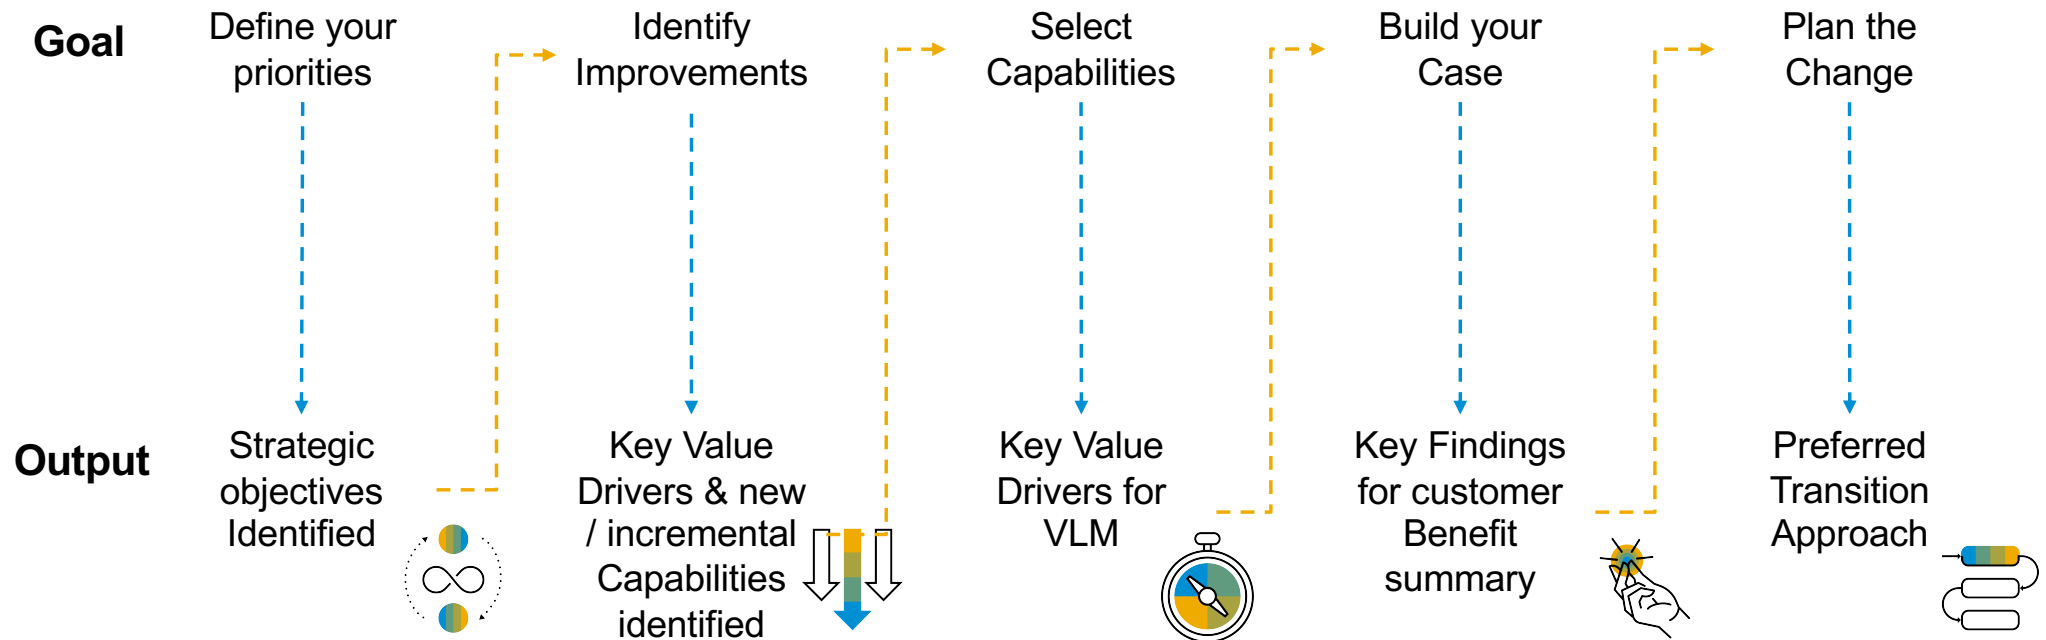 Goal
Define your
priorities
Identify
Improvements
Select
Capabilities
Build your
Case
Plan the
Change
Output
Strategic
objectives
Identified
Key Value
Drivers & new
/ incremental
Capabilities
identified
Key Value
Drivers for
VLM
Key Findings
for customer
Benefit
summary
Preferred
Transition
Approach